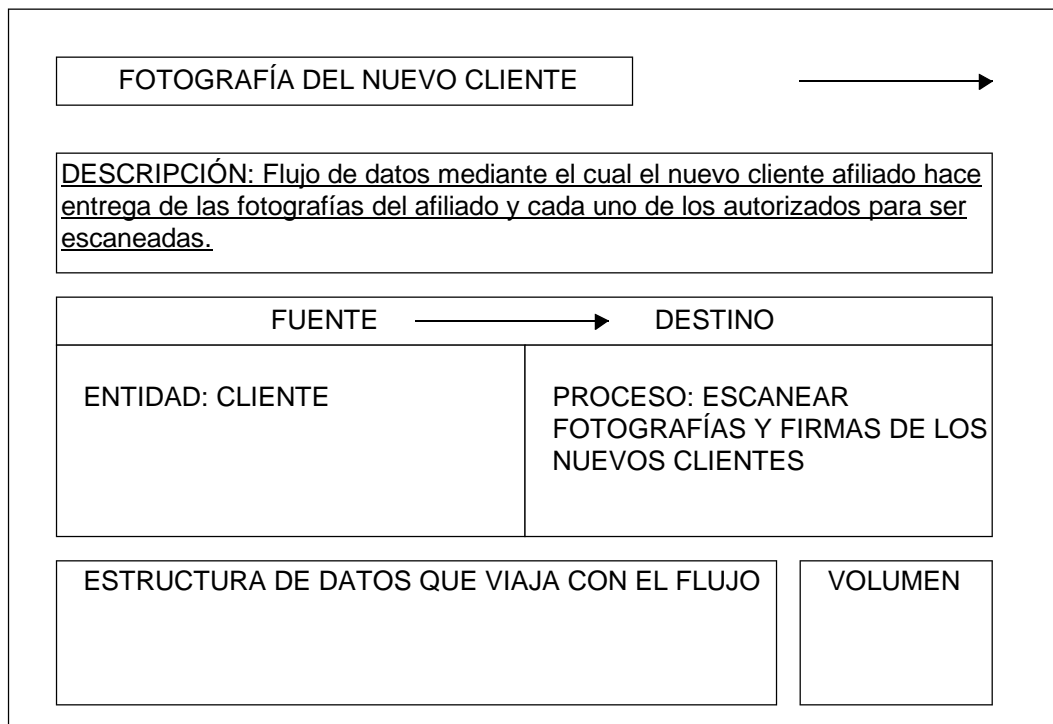 FOTOGRAFÍA DEL NUEVO CLIENTE
DESCRIPCIÓN: Flujo de datos mediante el cual el nuevo cliente afiliado hace
entrega de las fotografías del afiliado y cada uno de los autorizados para ser
escaneadas.
FUENTE DESTINO
ENTIDAD: CLIENTE
PROCESO: ESCANEAR
FOTOGRAFÍAS Y FIRMAS DE LOS
NUEVOS CLIENTES
ESTRUCTURA DE DATOS QUE VIAJA CON EL FLUJO
VOLUMEN